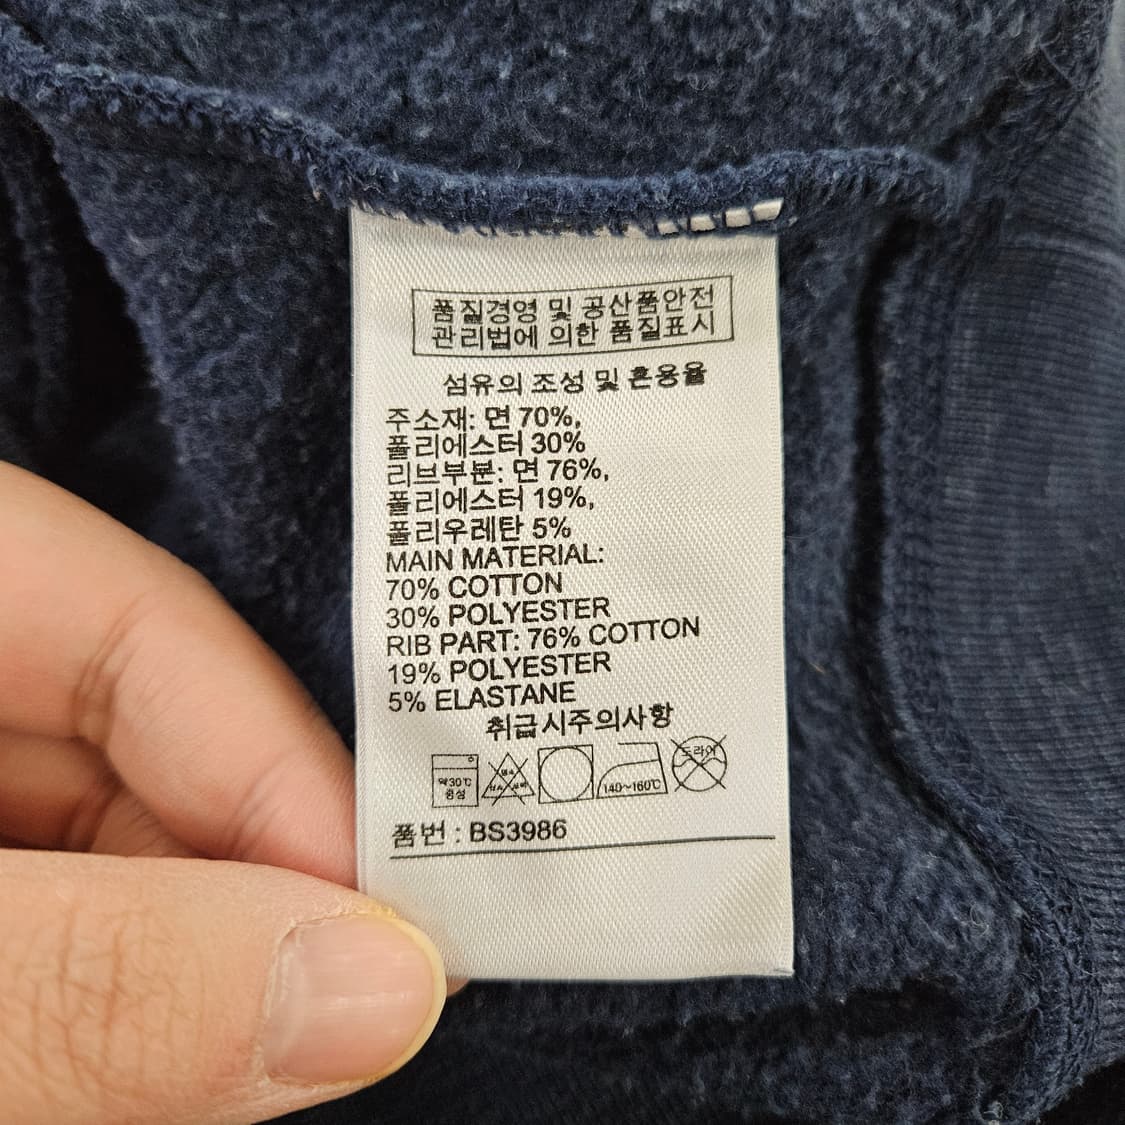 품질경영 및 공산품안전
관리법에 의한 품질표시
섬유의 조성 및 혼용율
주소재: 면 70%,
폴리에스터 30%
리브부분: 면 76%,
폴리에스터 19%,
폴리우레탄 5%
MAIN MATERIAL:
70% COTTON
30% POLYESTER
RIB PART: 76% COTTON
19% POLYESTER
5% ELASTANE
취급시주의사항
약30℃
중성
140~160℃
드라이
품번 : BS3986